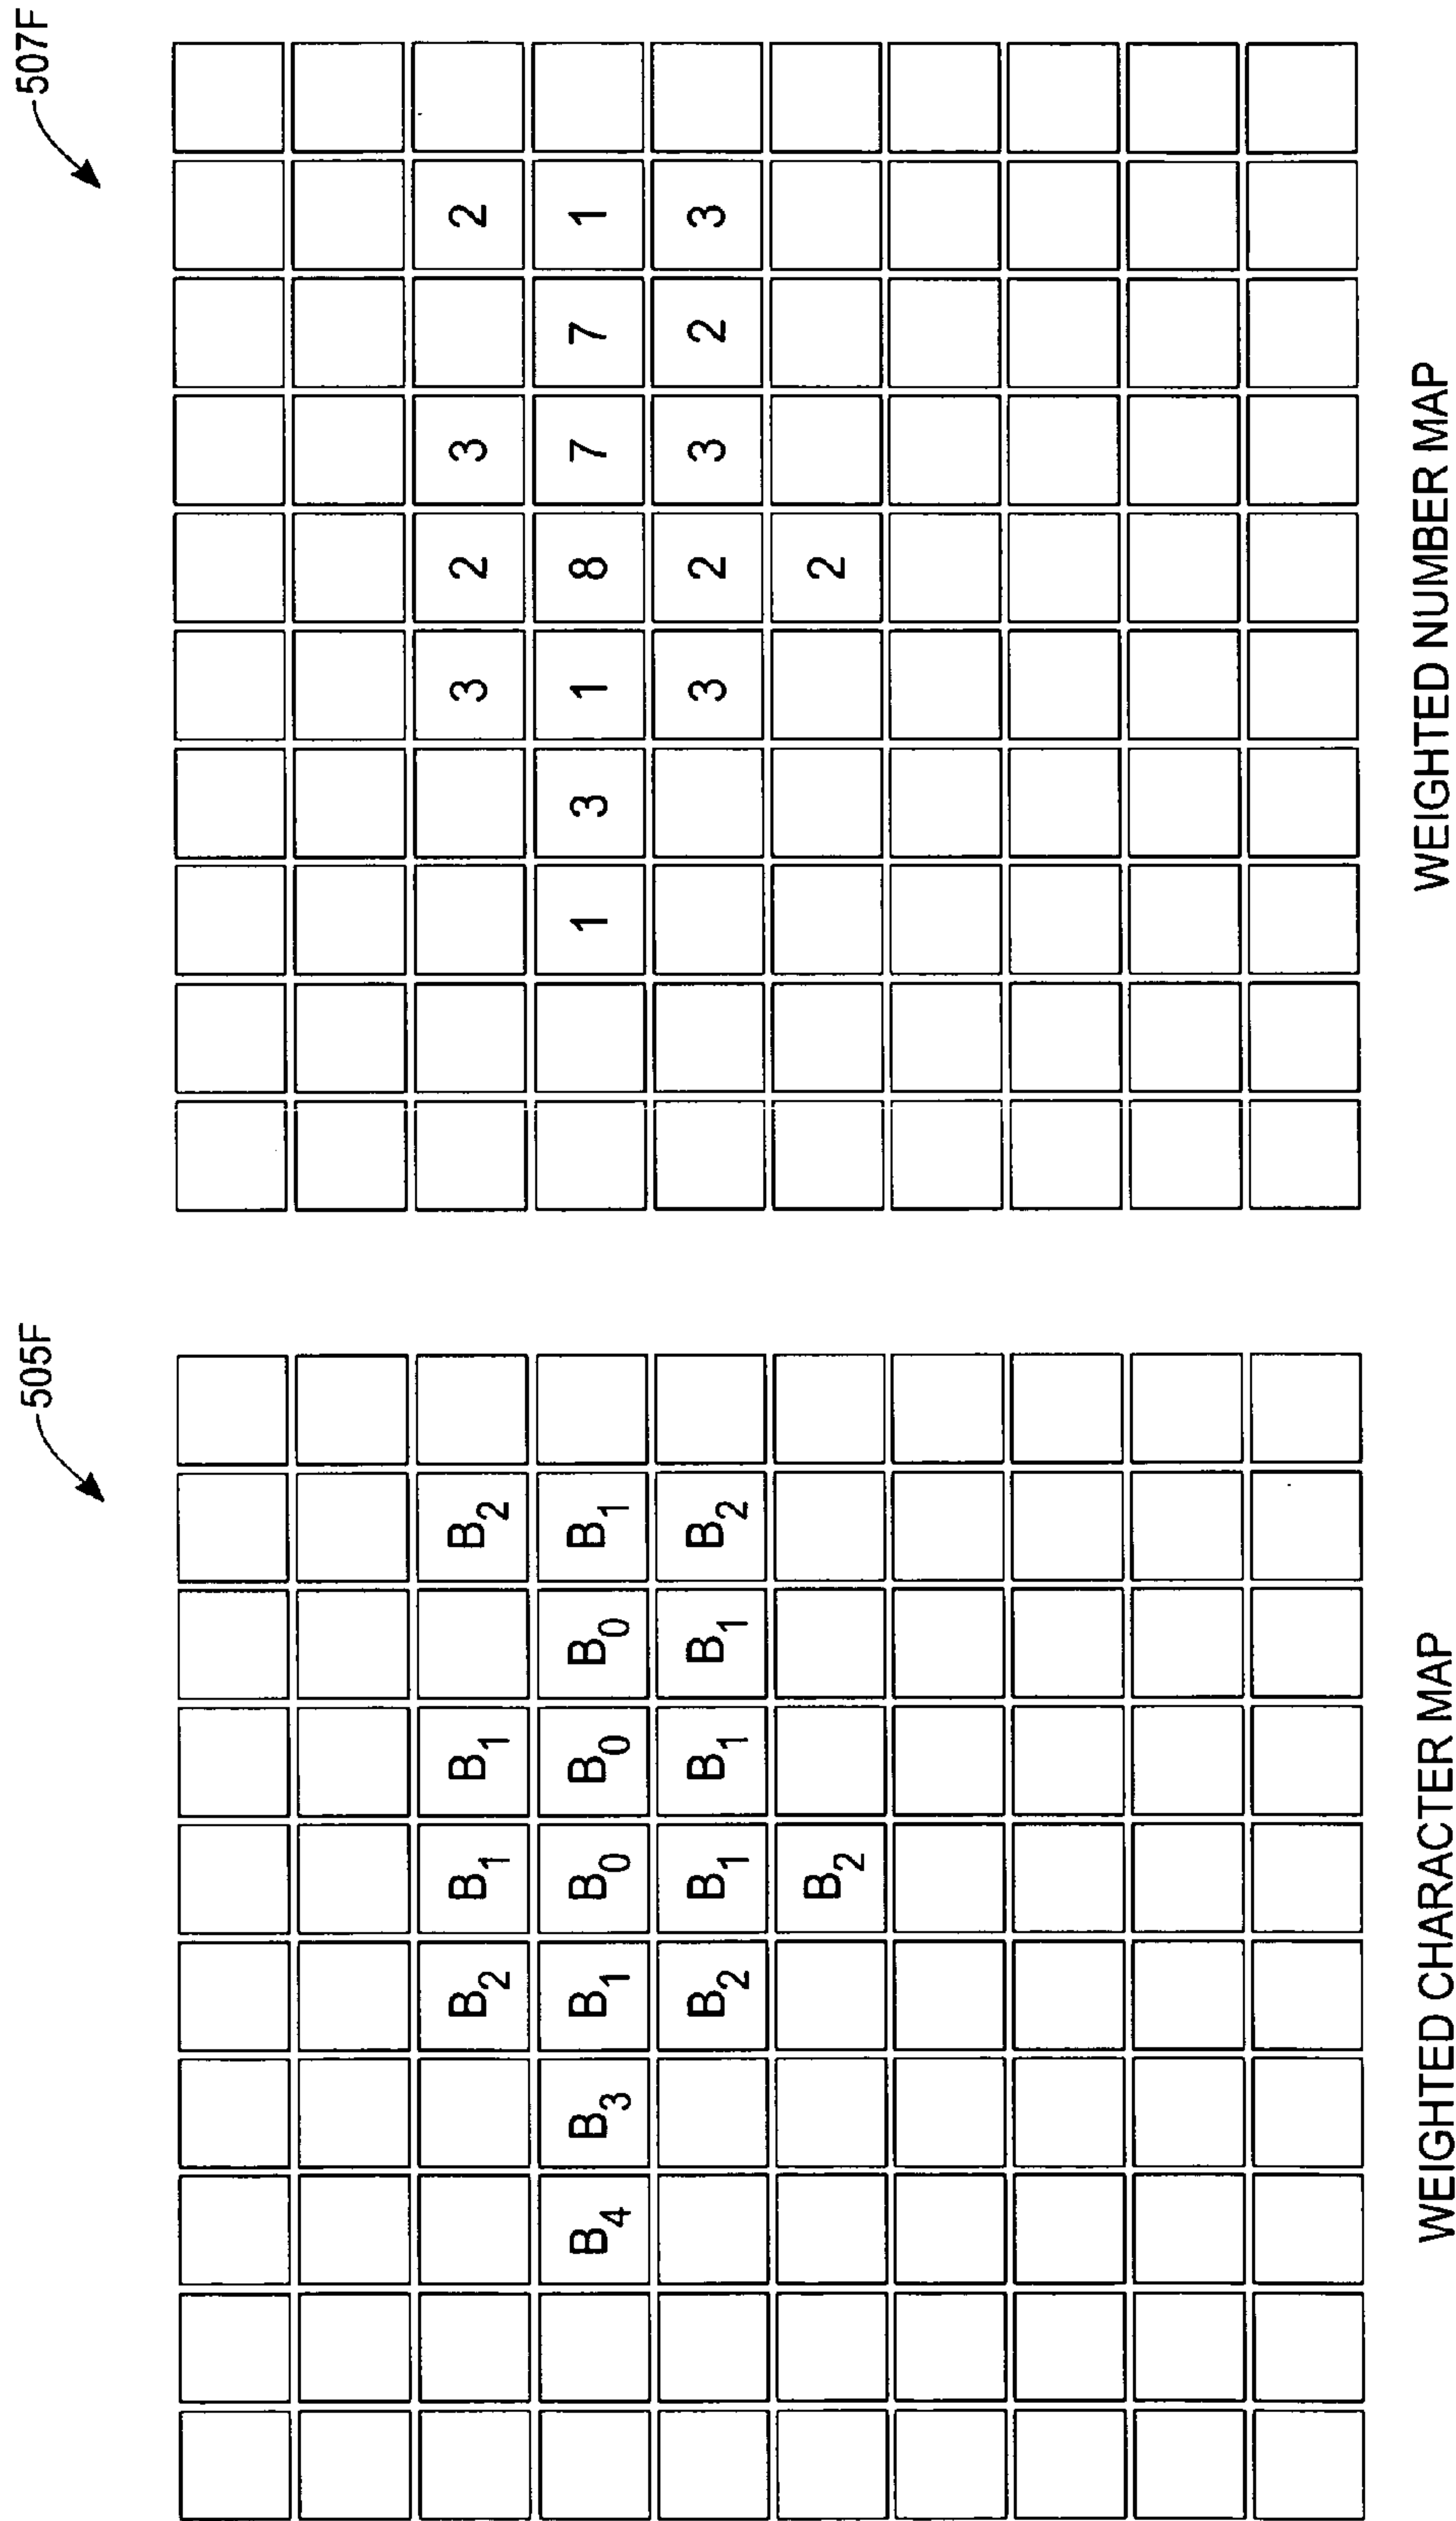 505F
B₂ B₁ B₁ B₂
B₄ B₃ B₁ B₀ B₀ B₀ B₁
B₂ B₁ B₁ B₁ B₂
B₂
WEIGHTED CHARACTER MAP
507F
3 2 3 2
1 3 1 8 7 7 1
3 2 3 2 3
2
WEIGHTED NUMBER MAP